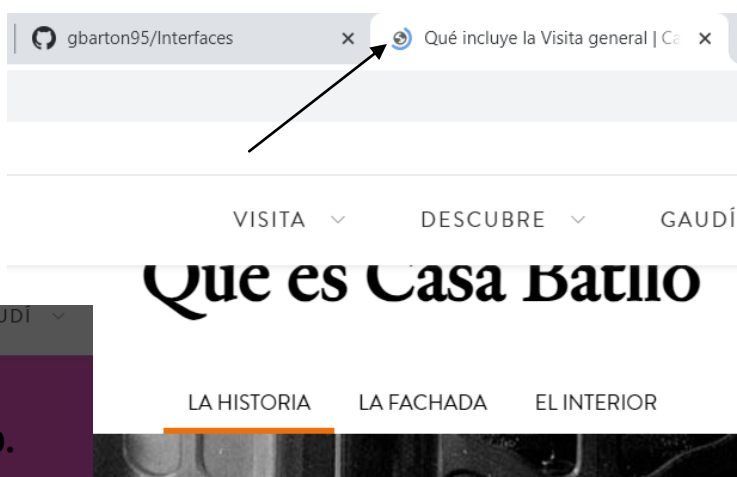 gbarton95/Interfaces
Qué incluye la Visita general | Ca
VISITA
DESCUBRE
GAUDÍ
Qué es Casa Batlló
UDÍ
LA HISTORIA
LA FACHADA
EL INTERIOR